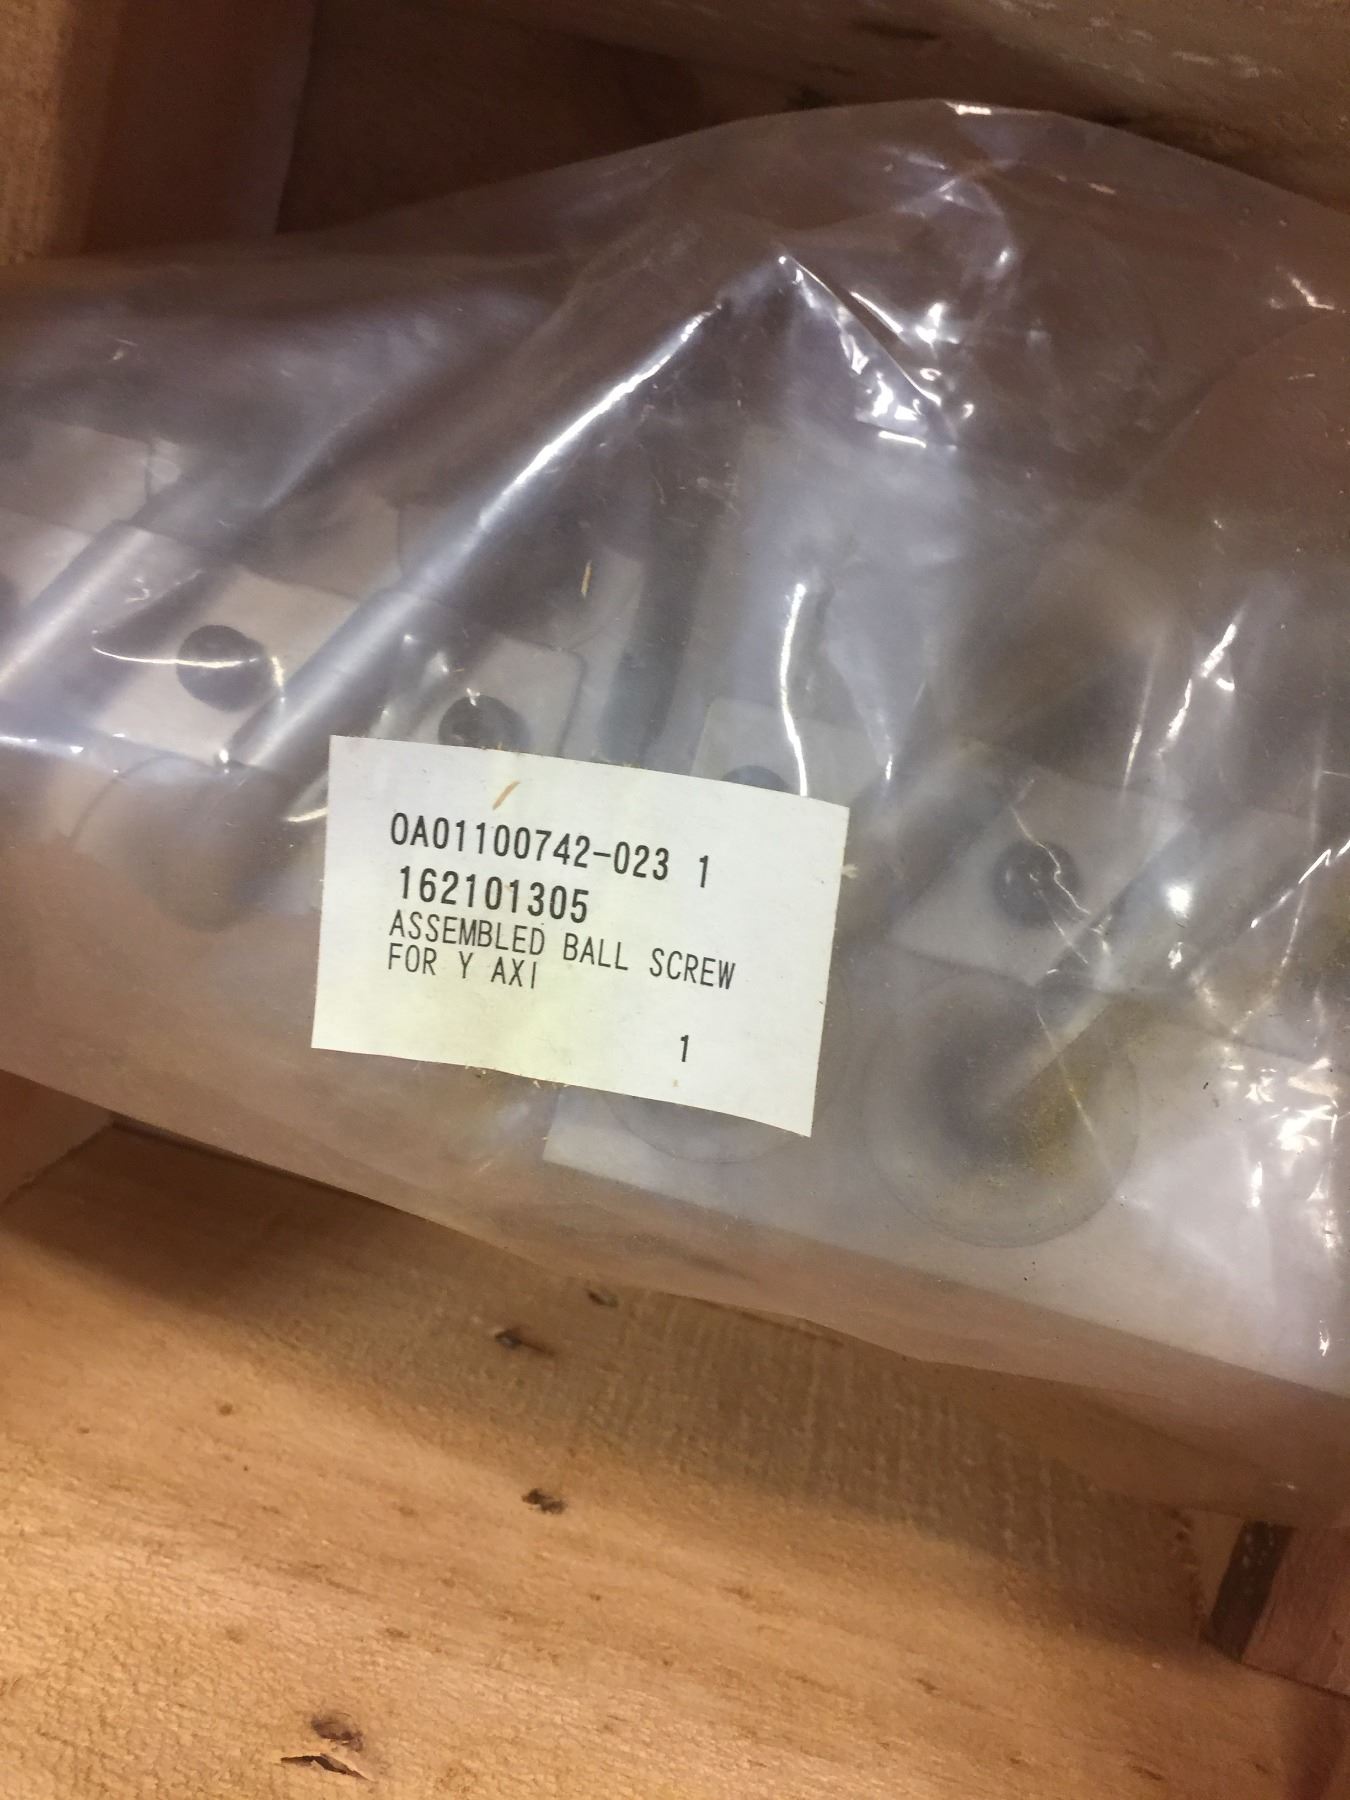 0A01100742-023 1
162101305
ASSEMBLED BALL SCREW
FOR Y AXI
1